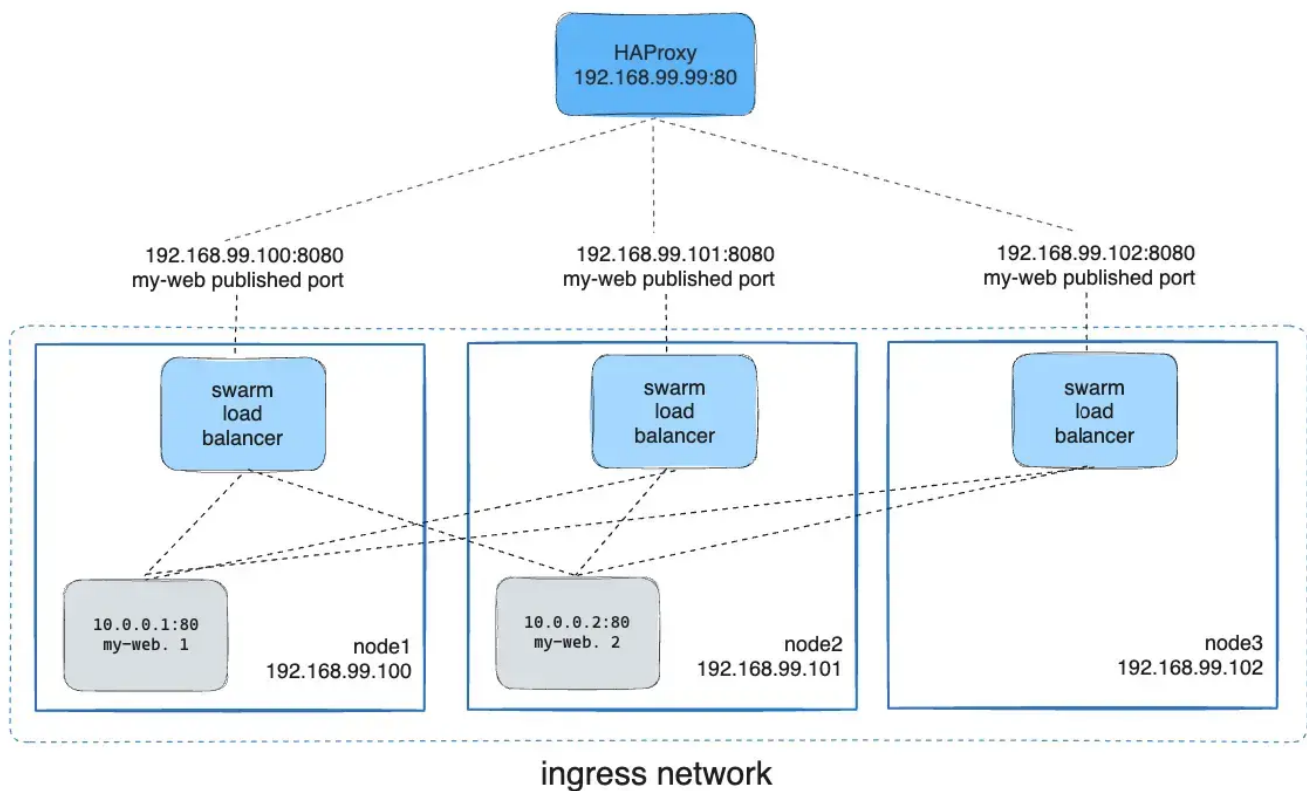 HAProxy
192.168.99.99:80
192.168.99.100:8080
my-web published port
192.168.99.101:8080
my-web published port
192.168.99.102:8080
my-web published port
swarm
load
balancer
swarm
load
balancer
swarm
load
balancer
10.0.0.1:80
my-web. 1
node1
192.168.99.100
10.0.0.2:80
my-web. 2
node2
192.168.99.101
node3
192.168.99.102
ingress network